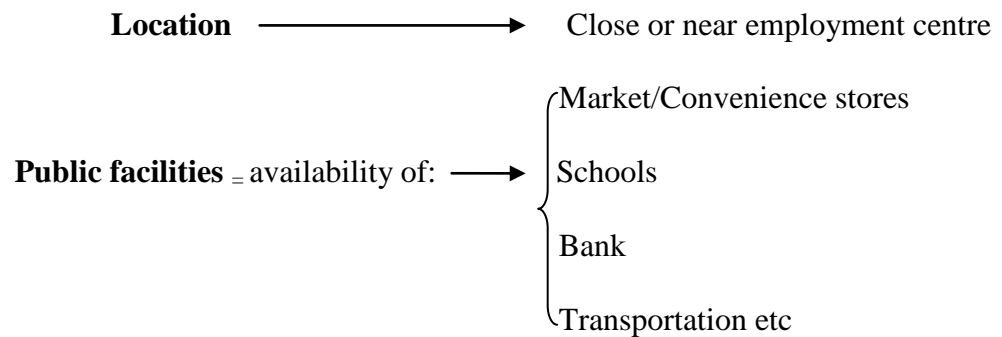 Location Close or near employment centre
Market/Convenience stores
Public facilities = availability of: Schools
Bank
Transportation etc